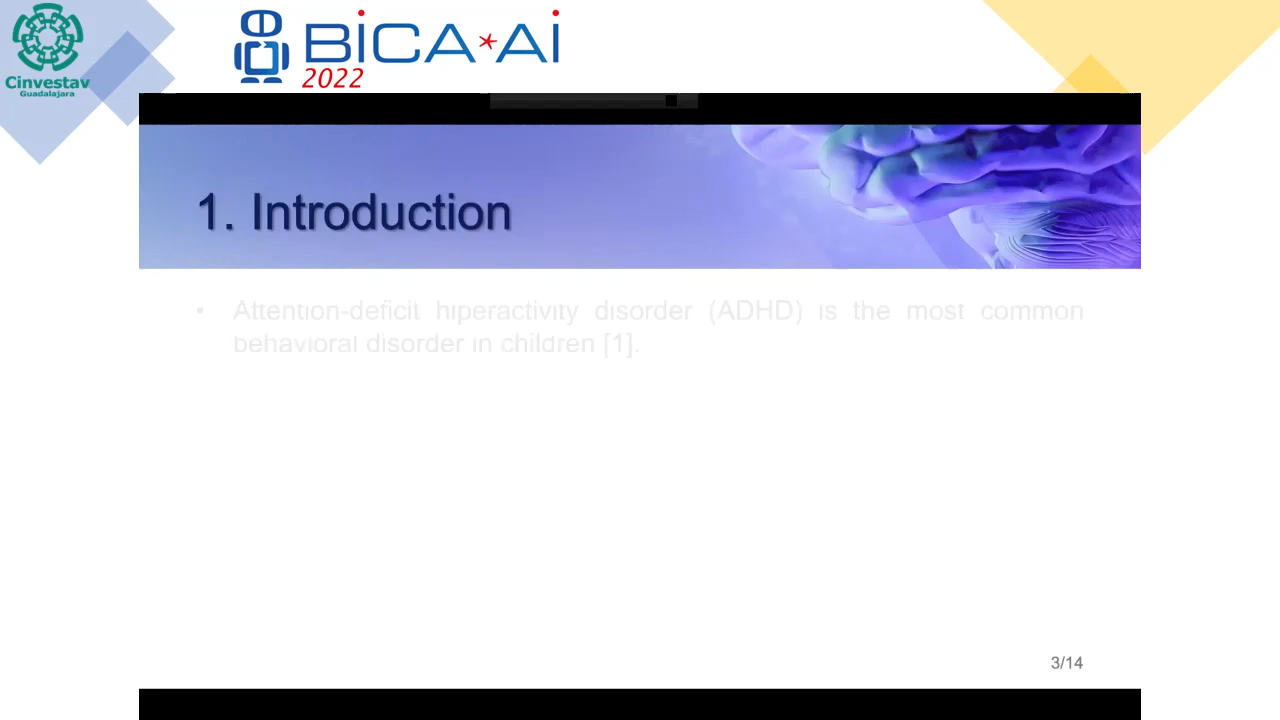 Cinvestav
Guadalajara
BiCA*Ai
2022
1. Introduction
• Attention-deficit hiperactivity disorder (ADHD) is the most common
behavioral disorder in children [1].
3/14